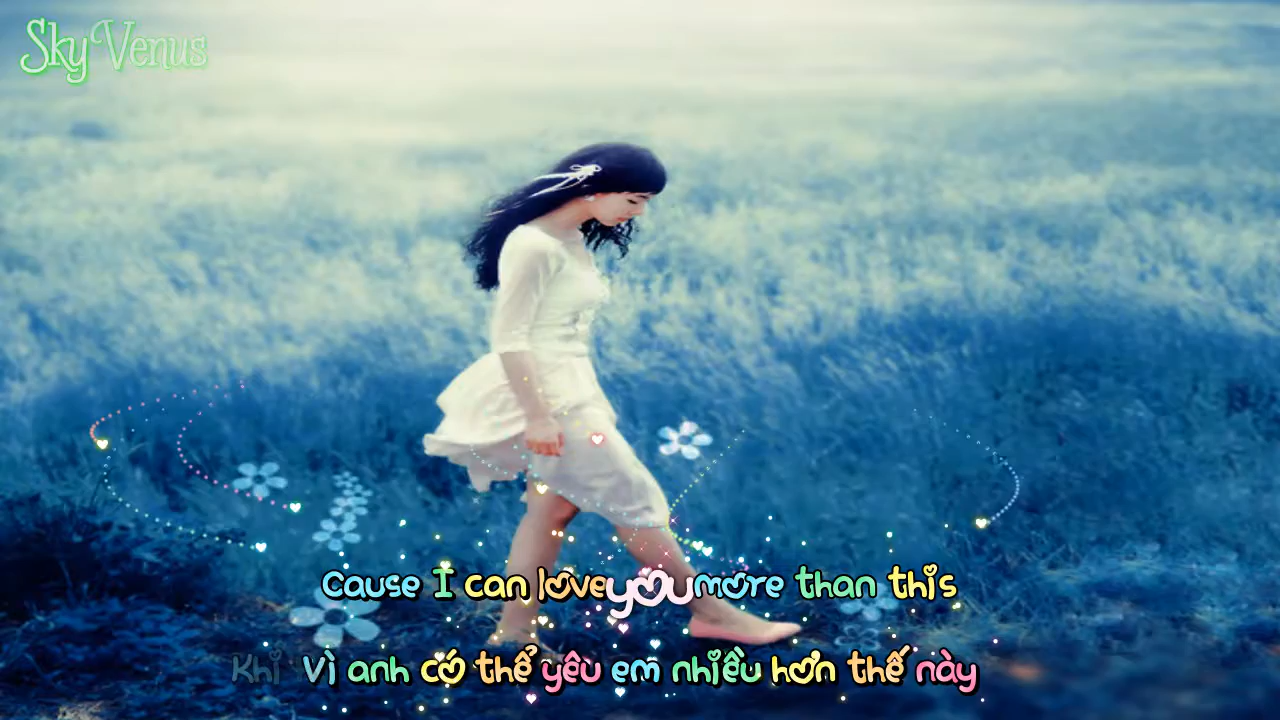 Sky Venus
Cause I can love you more than this
Khi Vì anh có thể yêu em nhiều hơn thế này